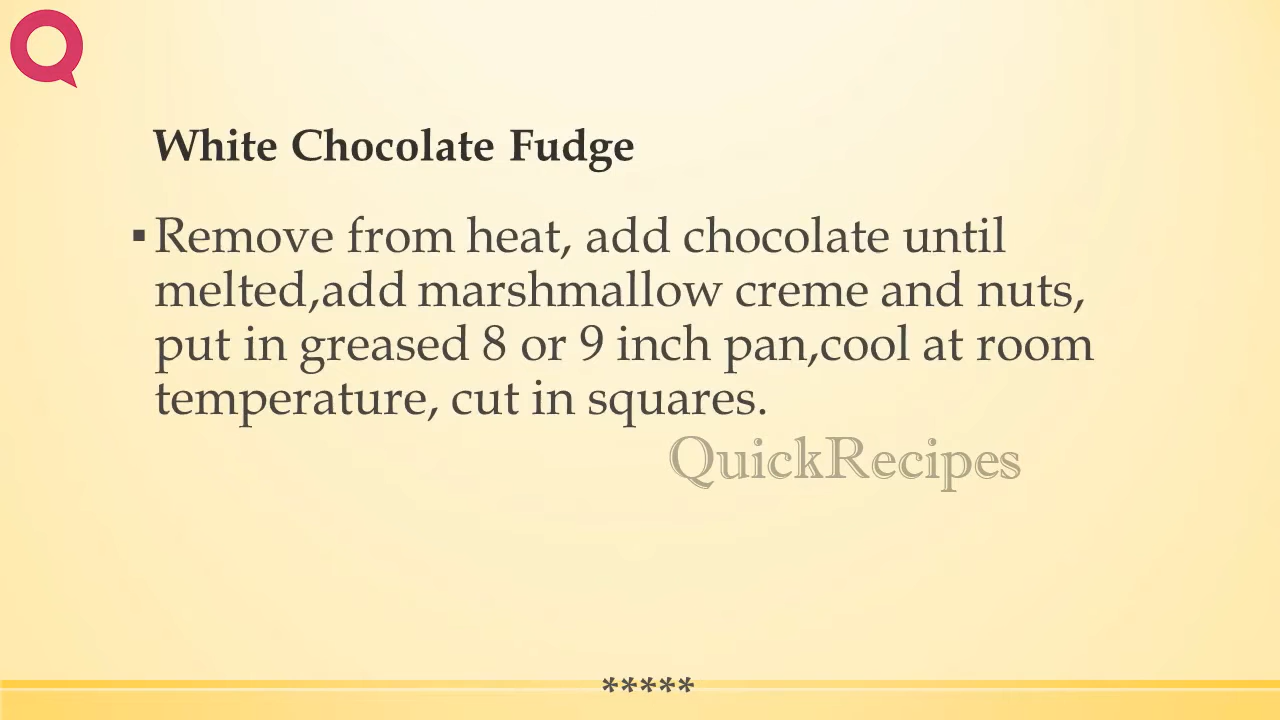 White Chocolate Fudge
▪ Remove from heat, add chocolate until
melted,add marshmallow creme and nuts,
put in greased 8 or 9 inch pan,cool at room
temperature, cut in squares.
QuickRecipes
*****